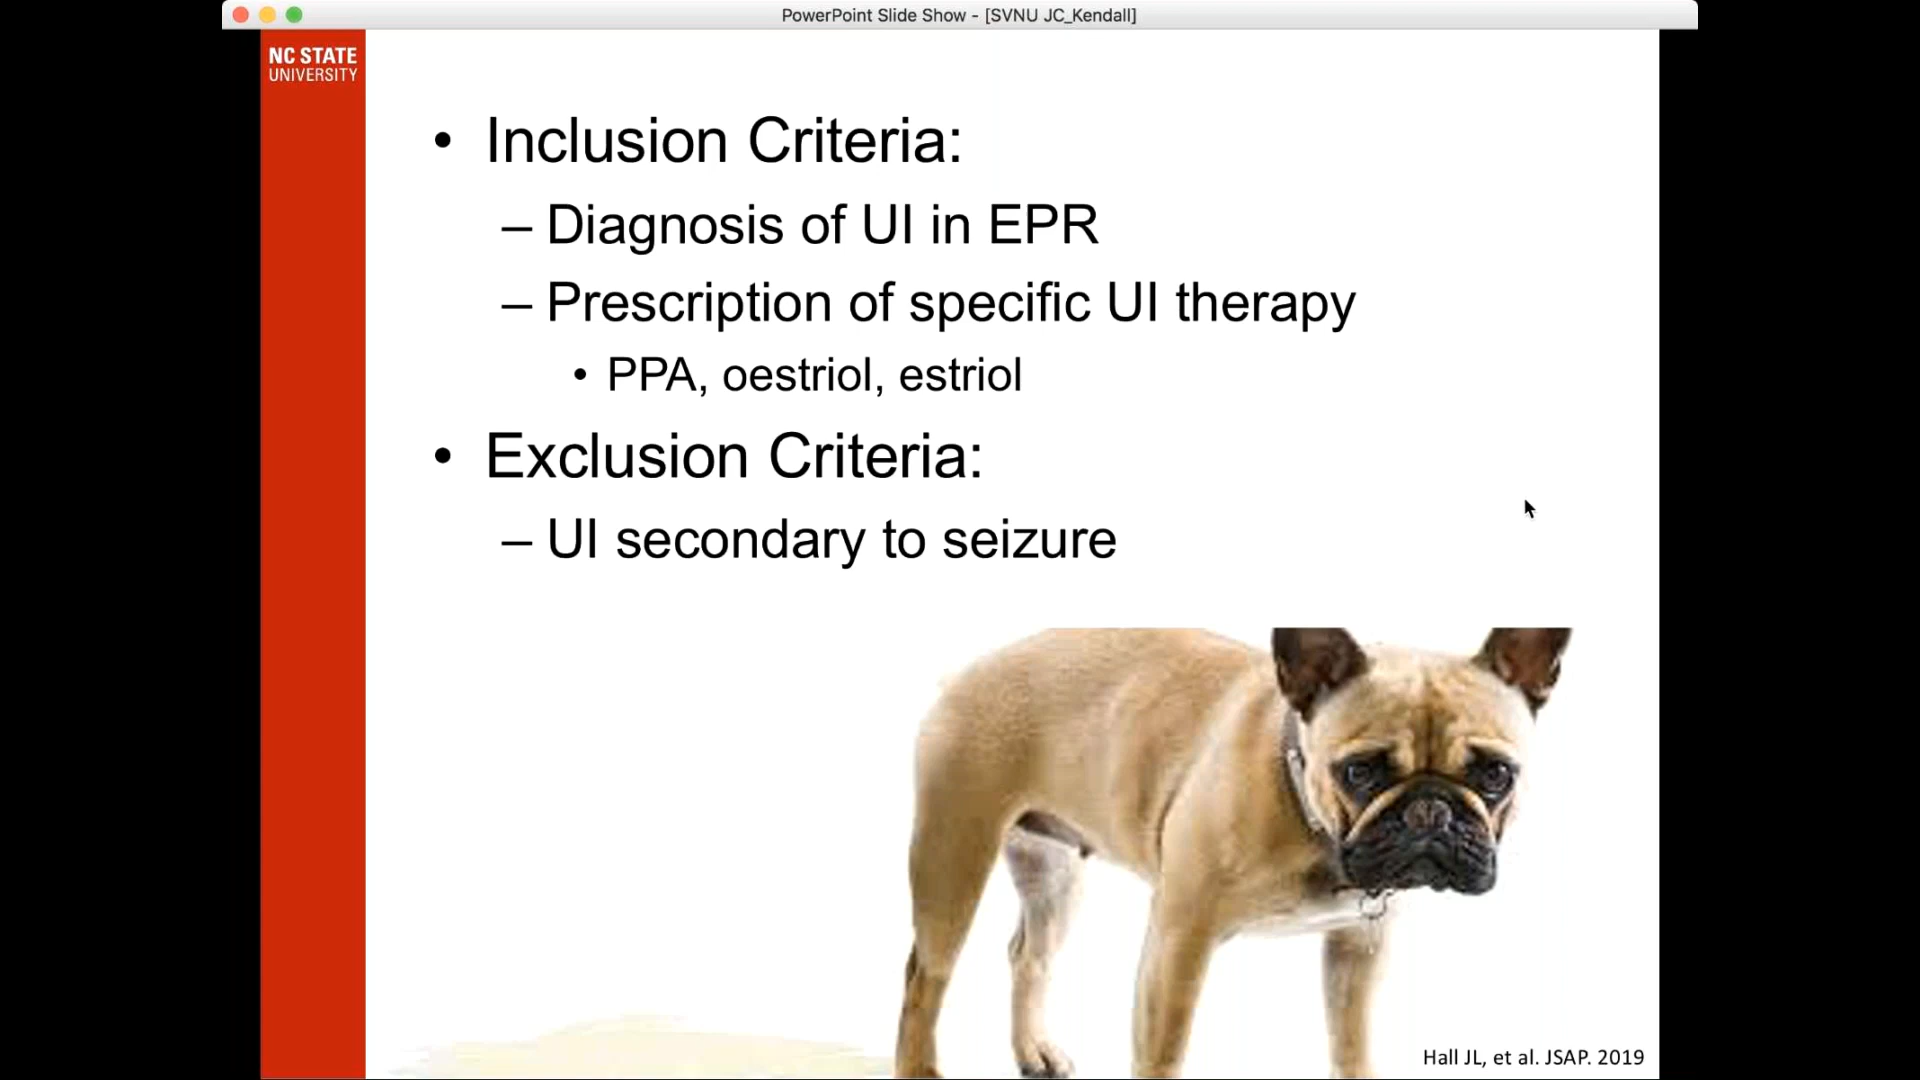 PowerPoint Slide Show - [SVNU JC_Kendall]
NC STATE
UNIVERSITY
• Inclusion Criteria:
– Diagnosis of UI in EPR
– Prescription of specific UI therapy
• PPA, oestriol, estriol
• Exclusion Criteria:
– UI secondary to seizure
Hall JL, et al. JSAP. 2019